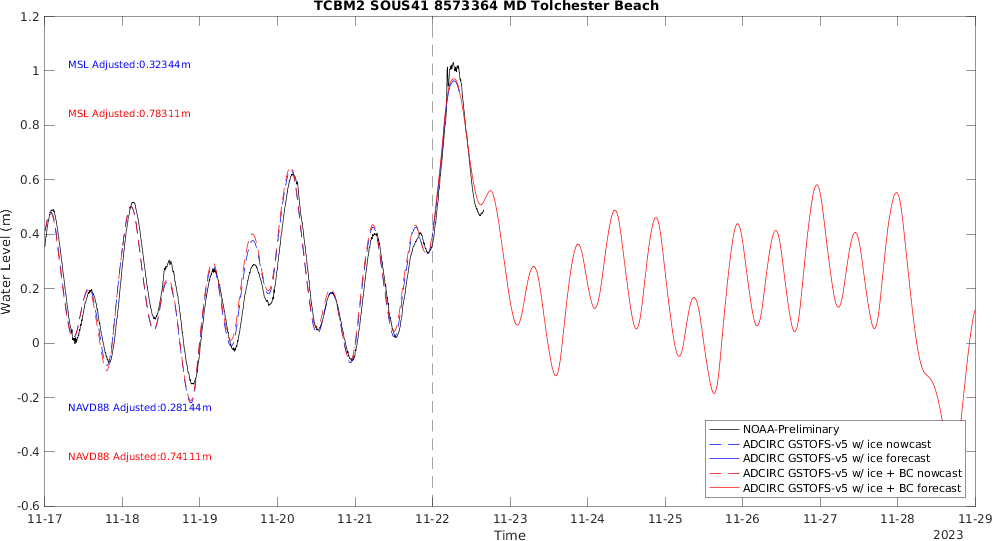 TCBM2 SOUS41 8573364 MD Tolchester Beach
1.2
1
0.8
0.6
0.4
0.2
0
-0.2
-0.4
-0.6
Water Level (m)
MSL Adjusted:0.32344m
MSL Adjusted:0.78311m
NAVD88 Adjusted:0.28144m
NAVD88 Adjusted:0.74111m
NOAA-Preliminary
ADCIRC GSTOFS-v5 w/ ice nowcast
ADCIRC GSTOFS-v5 w/ ice forecast
ADCIRC GSTOFS-v5 w/ ice + BC nowcast
ADCIRC GSTOFS-v5 w/ ice + BC forecast
11-17 11-18 11-19 11-20 11-21 11-22 11-23 11-24 11-25 11-26 11-27 11-28 11-29
Time
2023